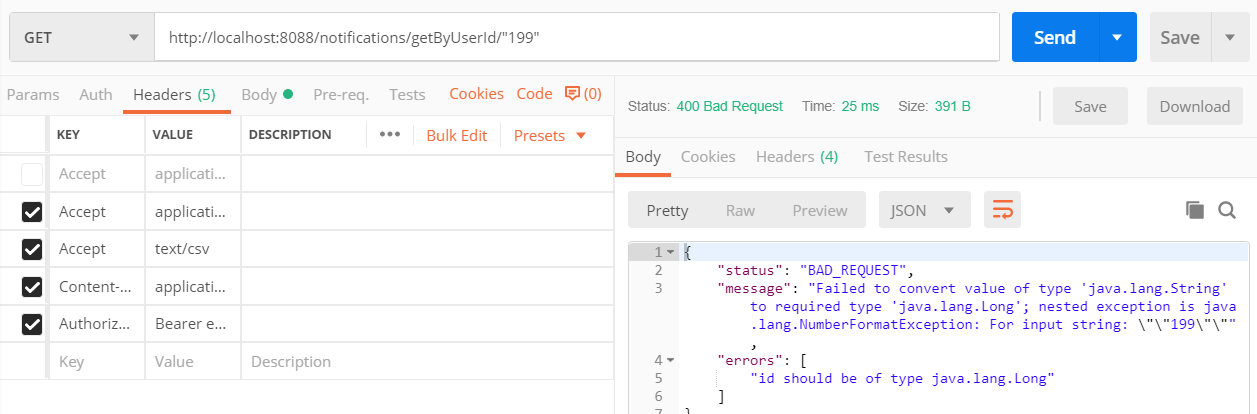 GET http://localhost:8088/notifications/getByUserId/"199" Send Save
Params Auth Headers (5) Body Pre-req. Tests Cookies Code (0)
KEY VALUE DESCRIPTION ••• Bulk Edit Presets
Accept applicati...
Accept applicati...
Accept text/csv
Content-... applicati...
Authoriz... Bearer e...
Key Value Description
Status: 400 Bad Request Time: 25 ms Size: 391 B Save Download
Body Cookies Headers (4) Test Results
Pretty Raw Preview JSON
1 {
2 "status": "BAD_REQUEST",
3 "message": "Failed to convert value of type 'java.lang.String'
to required type 'java.lang.Long'; nested exception is java
.lang.NumberFormatException: For input string: \"\"199\"\""
,
4 "errors": [
5 "id should be of type java.lang.Long"
6 ]
7 }